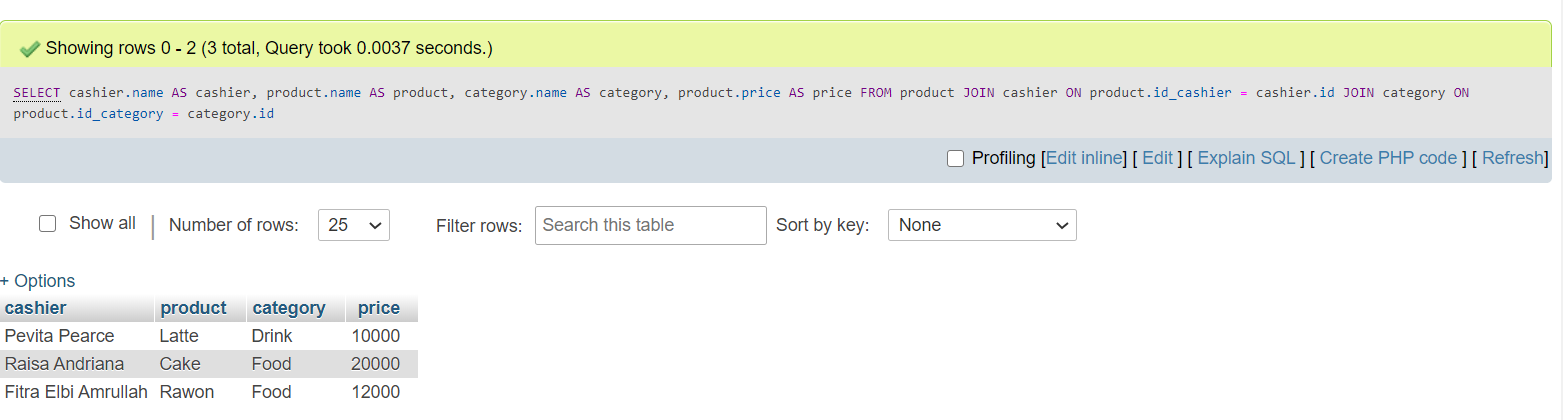 Showing rows 0 - 2 (3 total, Query took 0.0037 seconds.)
SELECT cashier.name AS cashier, product.name AS product, category.name AS category, product.price AS price FROM product JOIN cashier ON product.id_cashier = cashier.id JOIN category ON
product.id_category = category.id
Profiling [Edit inline] [ Edit ] [ Explain SQL ] [ Create PHP code ] [ Refresh]
Show all | Number of rows: 25 Filter rows: Search this table Sort by key: None
+ Options
cashier product category price
Pevita Pearce Latte Drink 10000
Raisa Andriana Cake Food 20000
Fitra Elbi Amrullah Rawon Food 12000